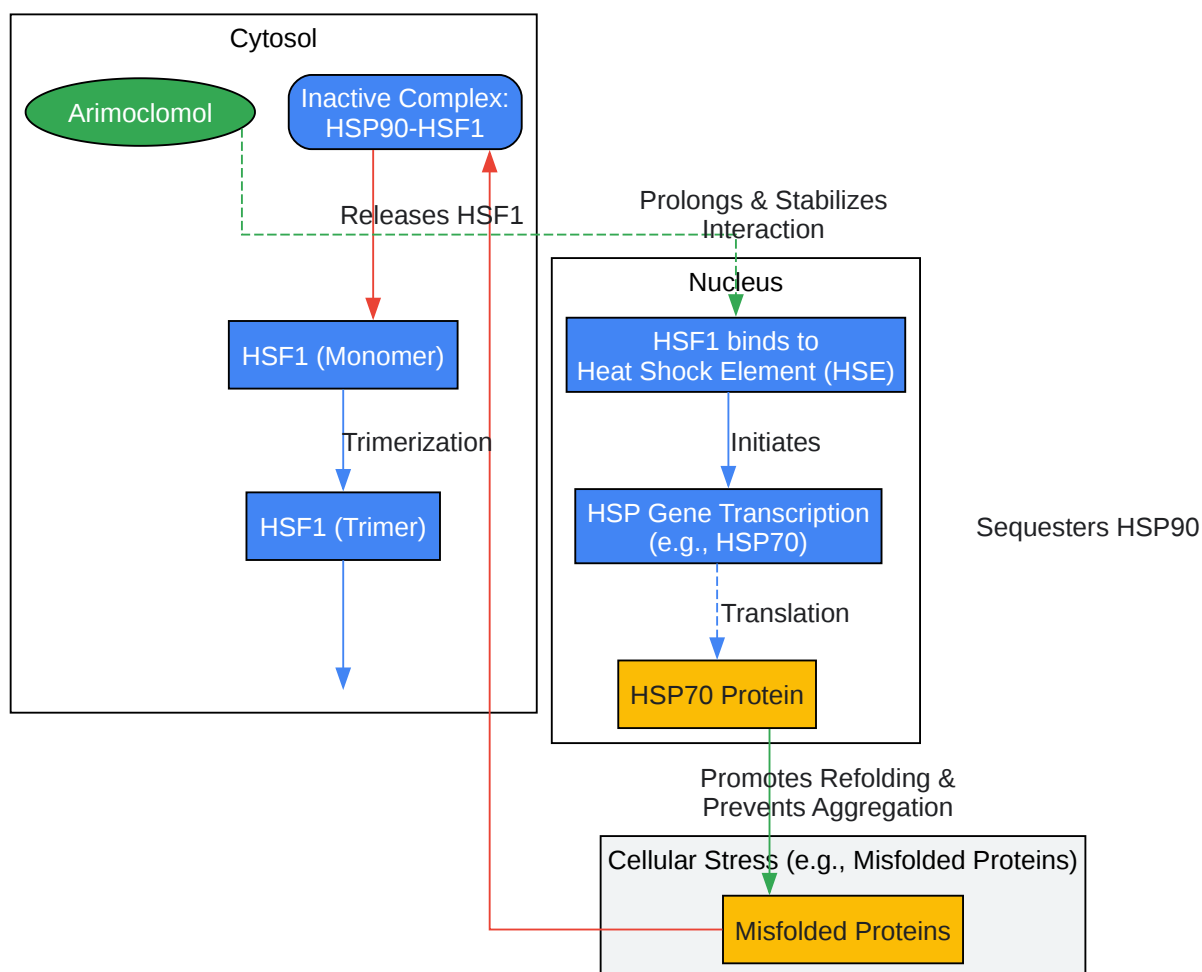 Cytosol
Arimoclomol
Inactive Complex:
HSP90-HSF1
Releases HSF1
Prolongs & Stabilizes
Interaction
Nucleus
HSF1 (Monomer)
HSF1 binds to
Heat Shock Element (HSE)
Trimerization
Initiates
HSF1 (Trimer)
HSP Gene Transcription
(e.g., HSP70)
Sequesters HSP90
Translation
HSP70 Protein
Promotes Refolding &
Prevents Aggregation
Cellular Stress (e.g., Misfolded Proteins)
Misfolded Proteins